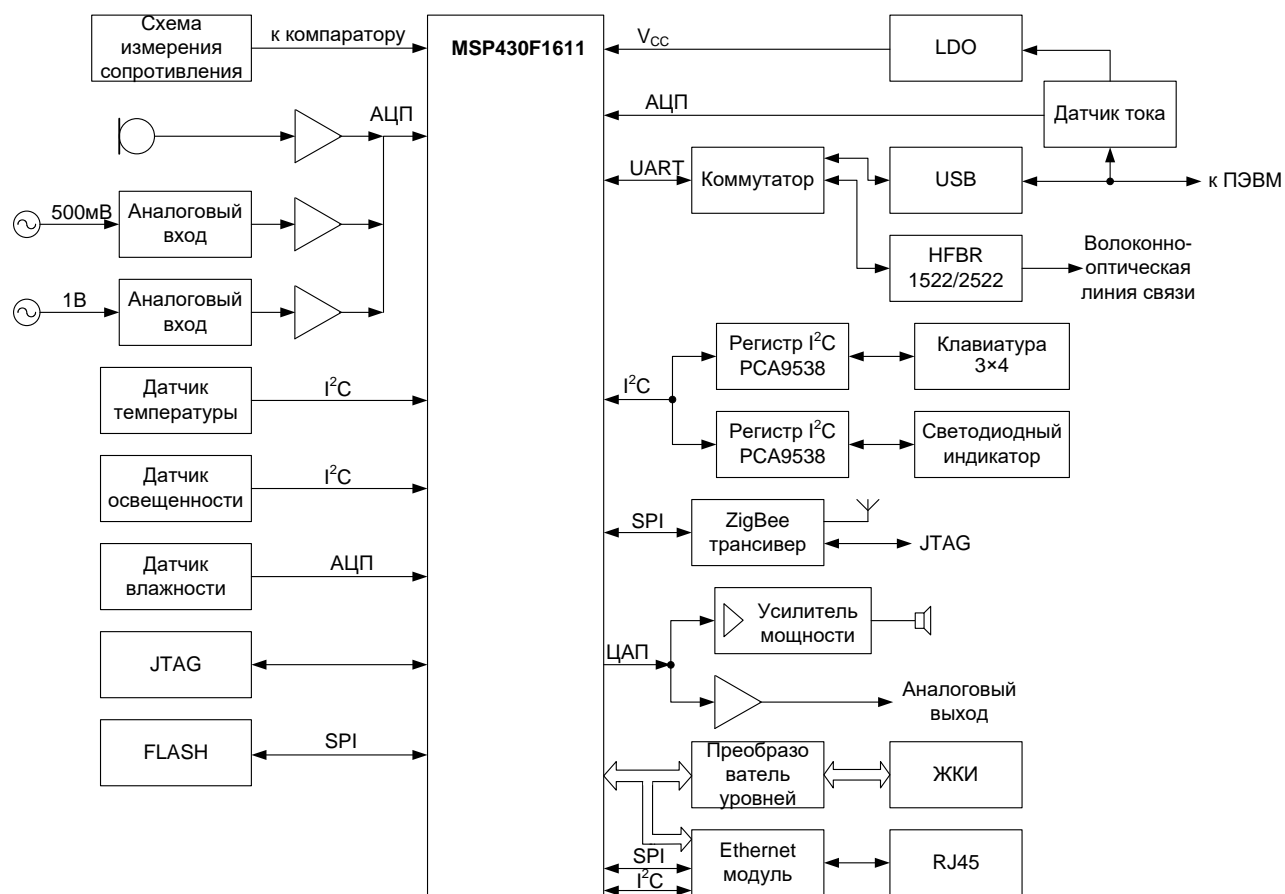 Схема
измерения
сопротивления
к компаратору
MSP430F1611
V_CC
LDO
АЦП
Датчик тока
АЦП
UART
Коммутатор
USB
к ПЭВМ
500мВ
Аналоговый
вход
HFBR
1522/2522
Волоконно-
оптическая
линия связи
1В
Аналоговый
вход
Регистр I²C
PCA9538
Клавиатура
3×4
Датчик
температуры
I²C
I²C
Регистр I²C
PCA9538
Светодиодный
индикатор
Датчик
освещенности
I²C
SPI
ZigBee
трансивер
JTAG
Датчик
влажности
АЦП
Усилитель
мощности
JTAG
ЦАП
Аналоговый
выход
FLASH
SPI
Преобразо
ватель
уровней
ЖКИ
SPI
I²C
Ethernet
модуль
RJ45